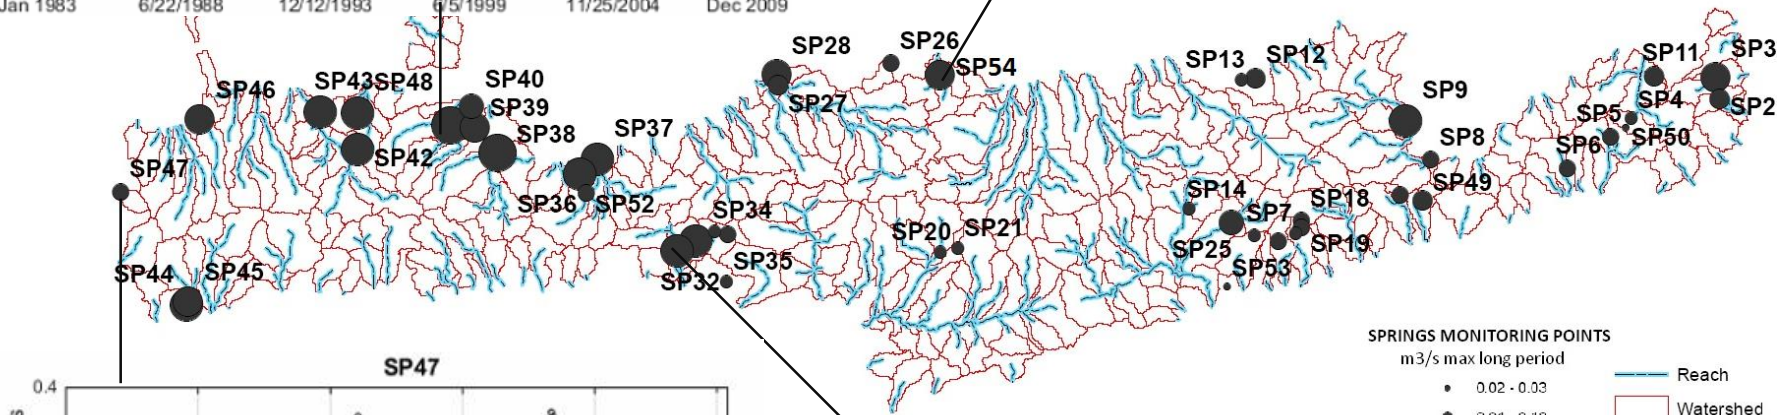 Jan 1983 6/22/1988 12/12/1993 6/5/1999 11/25/2004 Dec 2009
SP28 SP26 SP13 SP12 SP11 SP3
SP46 SP43 SP48 SP40 SP54 SP9
SP39 SP27 SP5 SP4 SP2
SP42 SP38 SP37 SP8 SP6 SP50
SP47 SP14 SP49
SP36 SP52 SP34 SP7 SP18
SP20 SP21 SP25 SP19
SP44 SP45 SP32 SP35 SP53
SPRINGS MONITORING POINTS
m3/s max long period
0.02 - 0.03
Reach
Watershed
SP47
0.4